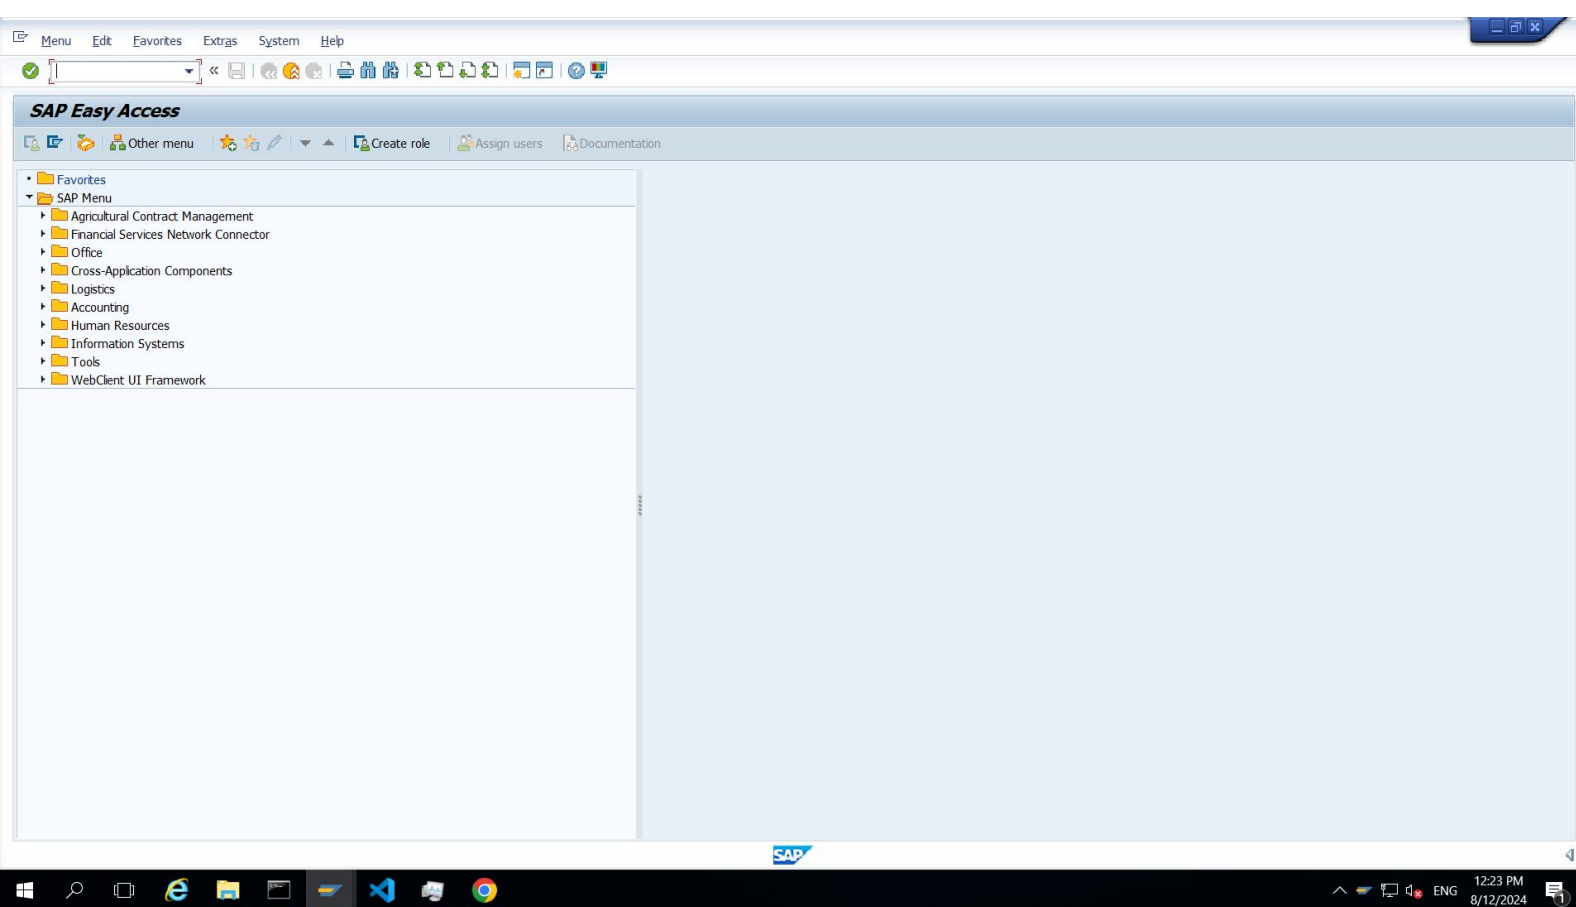 Menu Edit Favorites Extras System Help
SAP Easy Access
Other menu Create role Assign users Documentation
Favorites
SAP Menu
Agricultural Contract Management
Financial Services Network Connector
Office
Cross-Application Components
Logistics
Accounting
Human Resources
Information Systems
Tools
WebClient UI Framework
SAP
ENG
12:23 PM
8/12/2024
1